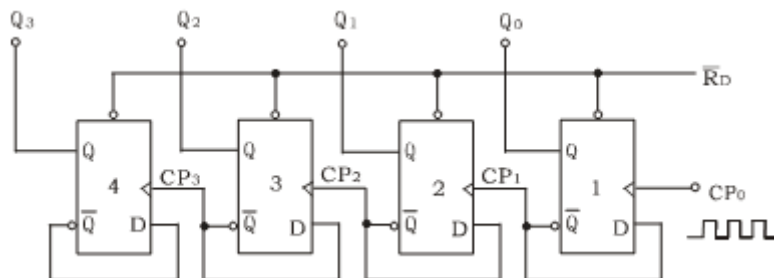 Q3 Q2 Q1 Q0
R̅D
Q Q Q Q
4 CP3 3 CP2 2 CP1 1 CP0
Q̅ D Q̅ D Q̅ D Q̅ D